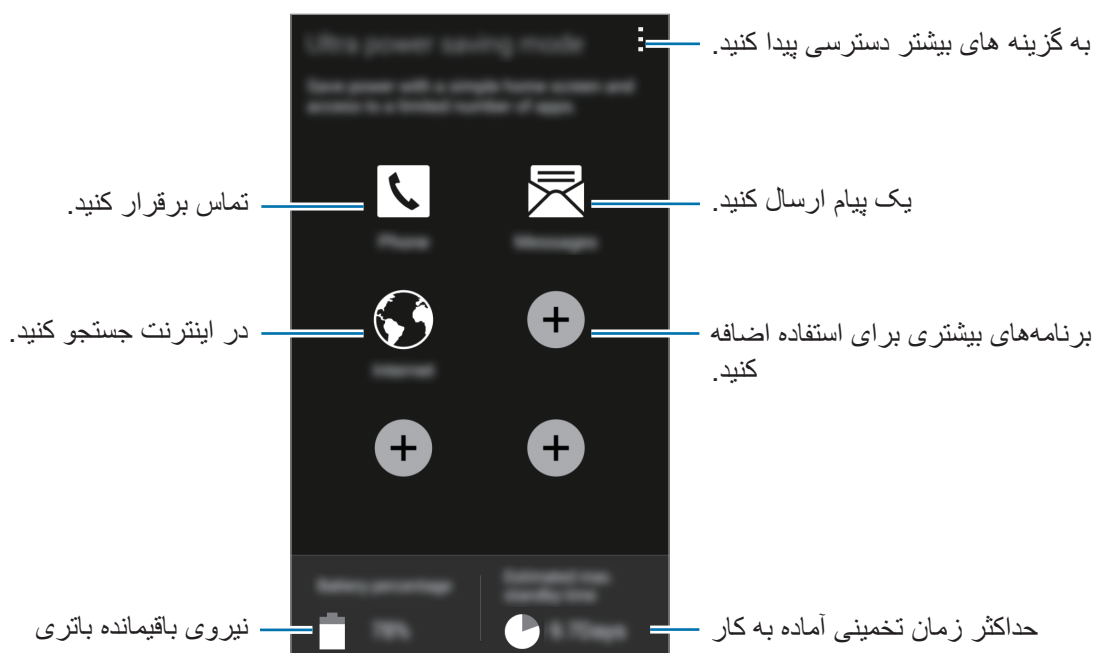 به گزینه های بیشتر دسترسی پیدا کنید.
Ultra power saving mode
Save power with a simple home screen and
access to a limited number of apps.
یک پیام ارسال کنید.
تماس برقرار کنید.
Phone
Messages
برنامه‌های بیشتری برای استفاده اضافه
کنید.
در اینترنت جستجو کنید.
Internet
Battery percentage
Estimated max.
standby time
حداکثر زمان تخمینی آماده به کار
نیروی باقیمانده باتری
78%
9.7Days